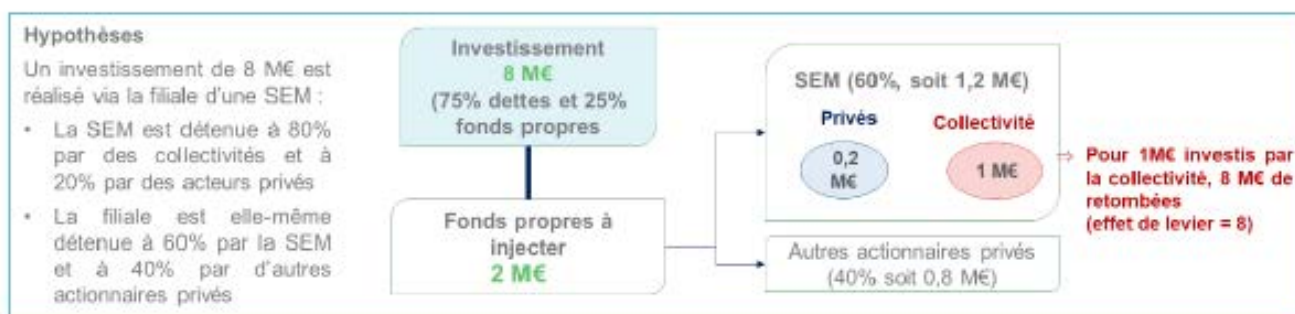 Hypothèses
Un investissement de 8 M€ est
réalisé via la filiale d'une SEM :
• La SEM est détenue à 80%
par des collectivités et à
20% par des acteurs privés
• La filiale est elle-même
détenue à 60% par la SEM
et à 40% par d'autres
actionnaires privés
Investissement
8 M€
(75% dettes et 25%
fonds propres
Fonds propres à
injecter
2 M€
SEM (60%, soit 1,2 M€)
Privés
Collectivité
0,2
M€
1 M€
⇨ Pour 1M€ investis par
la collectivité, 8 M€ de
retombées
(effet de levier = 8)
Autres actionnaires privés
(40% soit 0,8 M€)